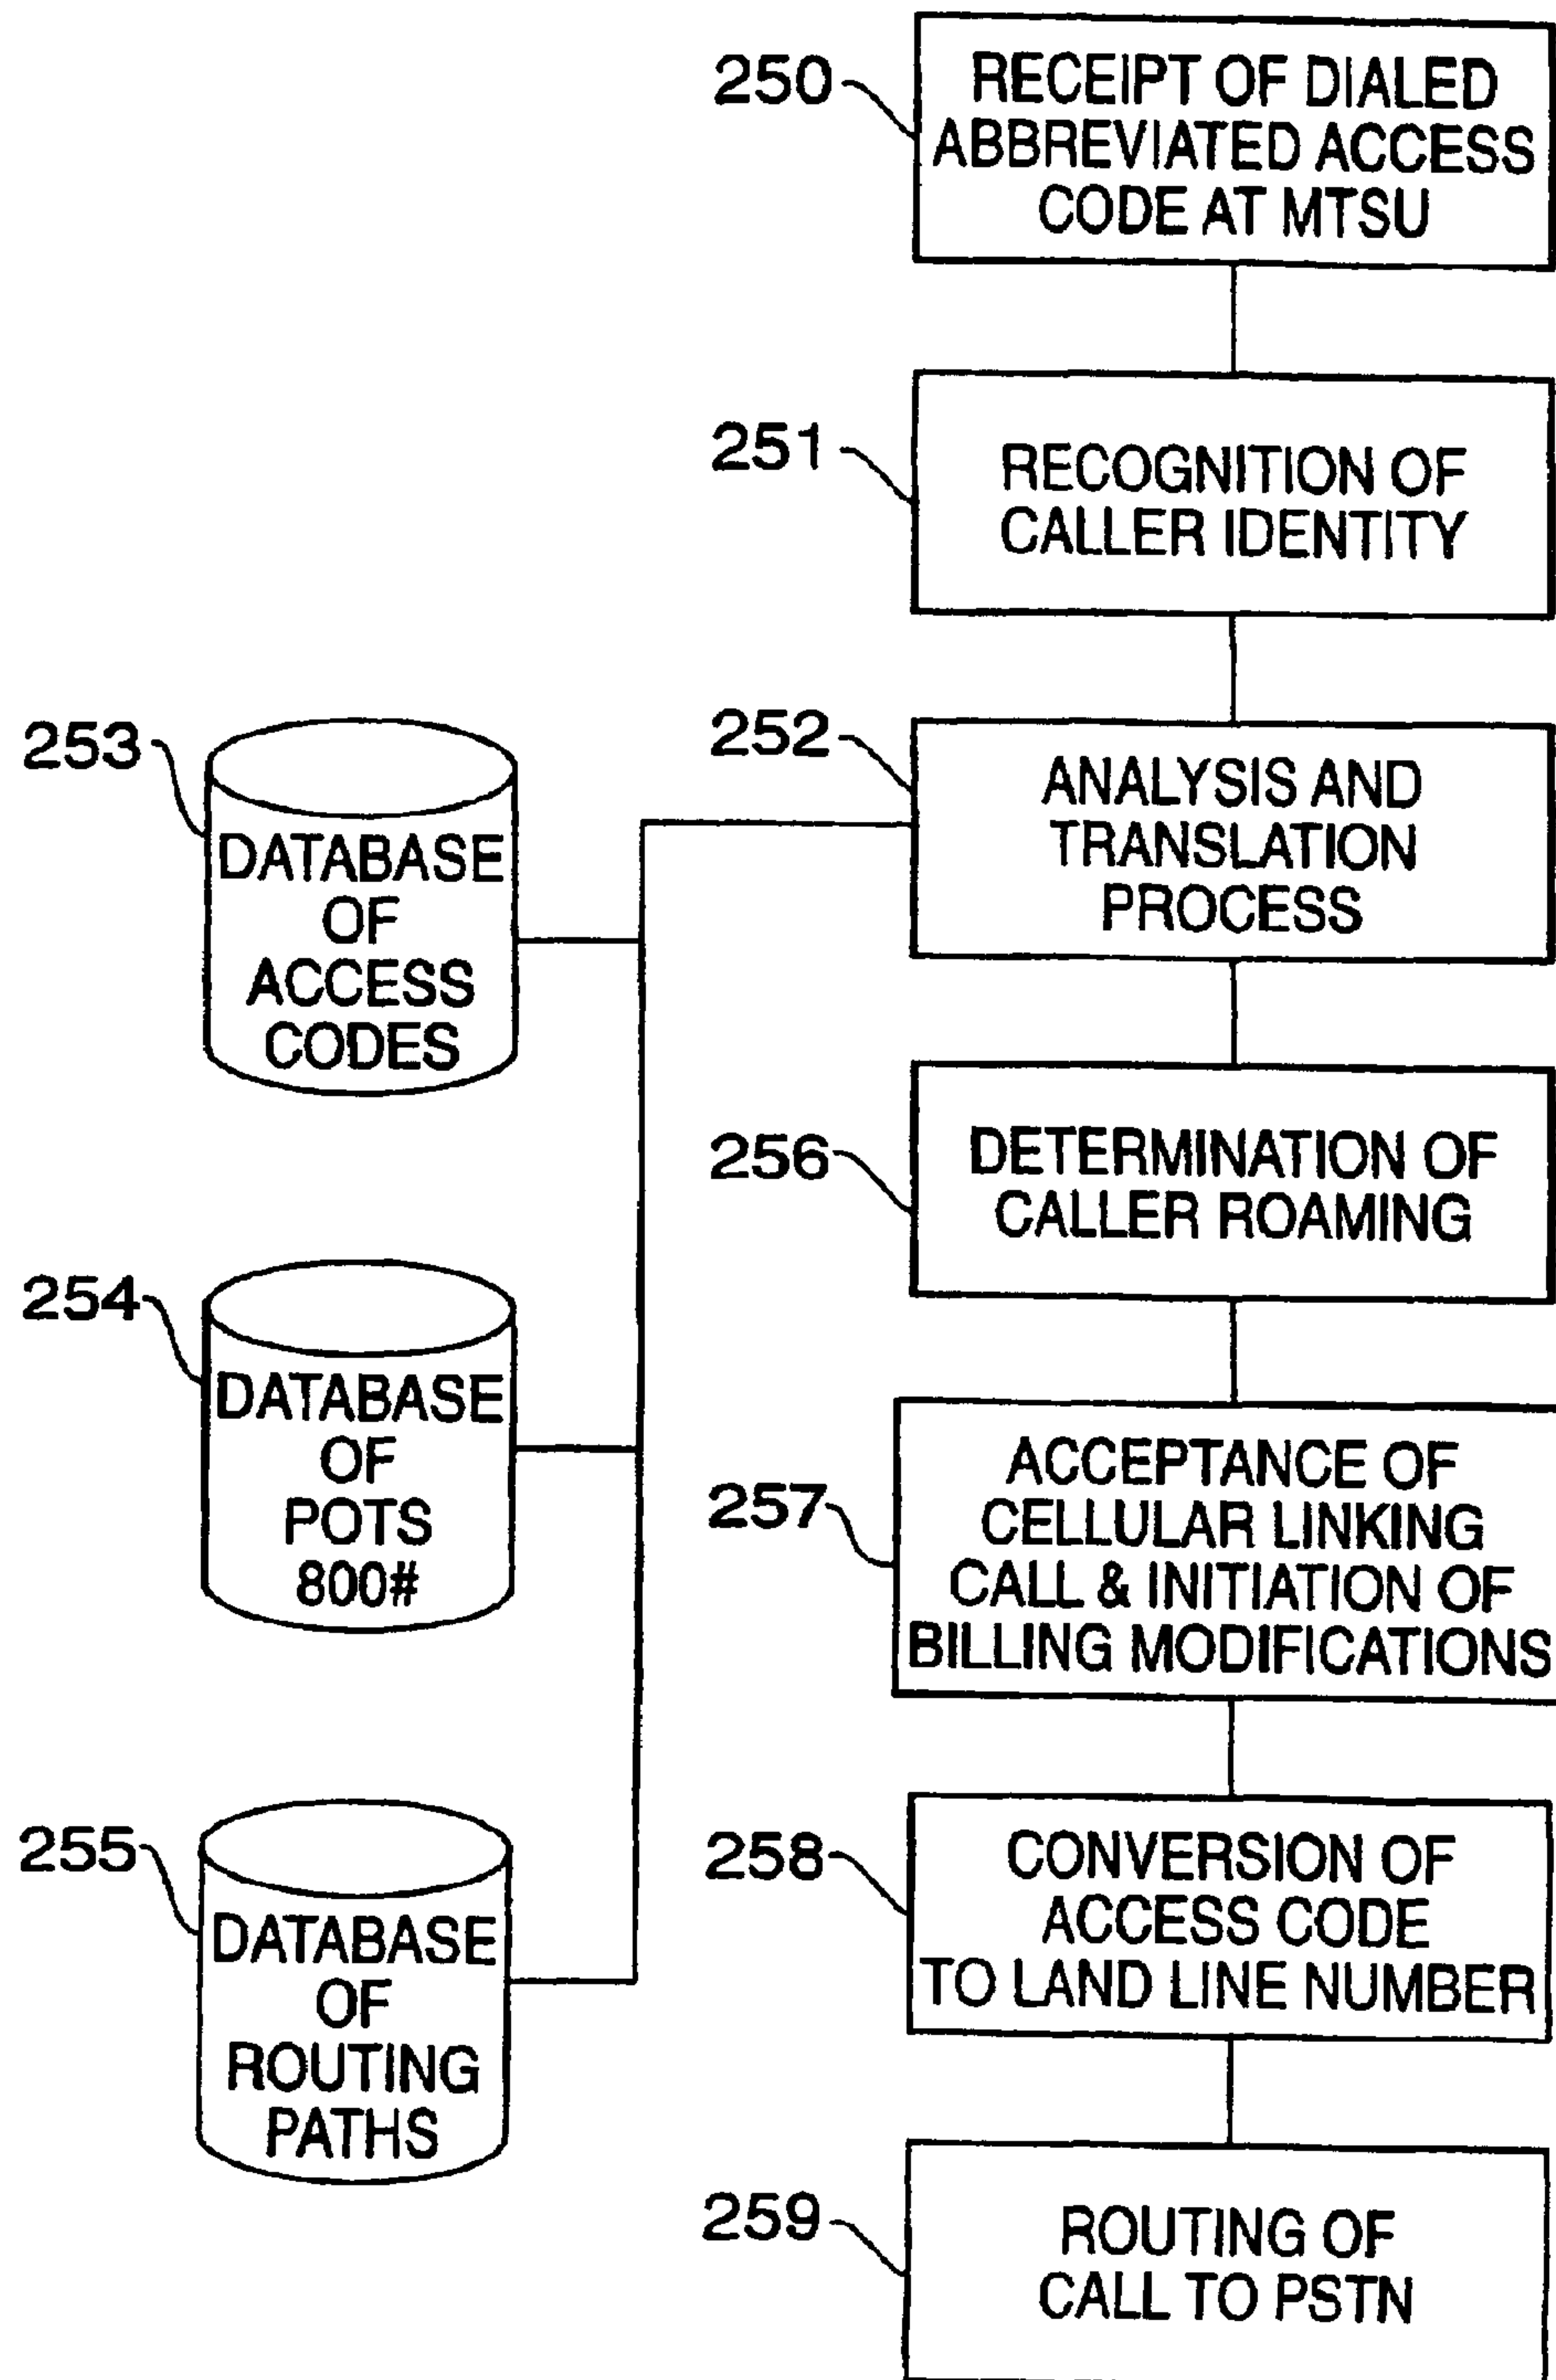 250
RECEIPT OF DIALED
ABBREVIATED ACCESS
CODE AT MTSU
251
RECOGNITION OF
CALLER IDENTITY
252
ANALYSIS AND
TRANSLATION
PROCESS
253
DATABASE
OF
ACCESS
CODES
254
DATABASE
OF
POTS
800#
255
DATABASE
OF
ROUTING
PATHS
256
DETERMINATION OF
CALLER ROAMING
257
ACCEPTANCE OF
CELLULAR LINKING
CALL & INITIATION OF
BILLING MODIFICATIONS
258
CONVERSION OF
ACCESS CODE
TO LAND LINE NUMBER
259
ROUTING OF
CALL TO PSTN